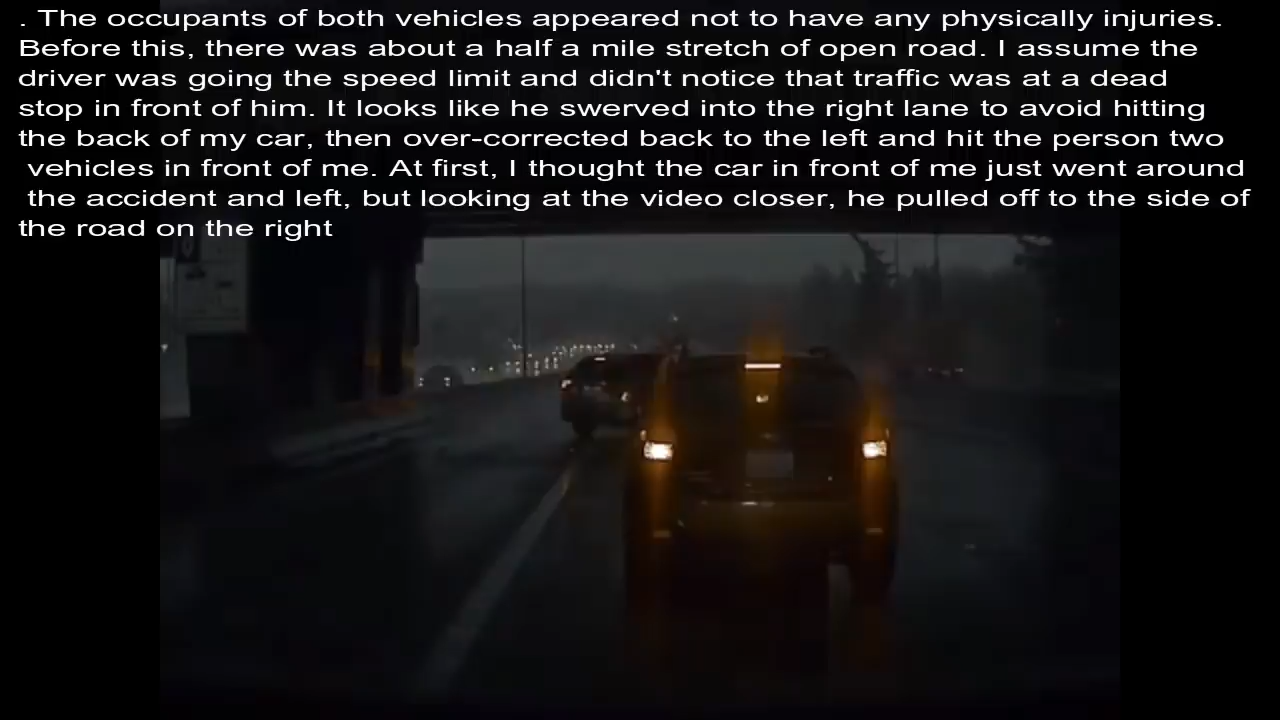 . The occupants of both vehicles appeared not to have any physically injuries.
Before this, there was about a half a mile stretch of open road. I assume the
driver was going the speed limit and didn't notice that traffic was at a dead
stop in front of him. It looks like he swerved into the right lane to avoid hitting
the back of my car, then over-corrected back to the left and hit the person two
vehicles in front of me. At first, I thought the car in front of me just went around
the accident and left, but looking at the video closer, he pulled off to the side of
the road on the right